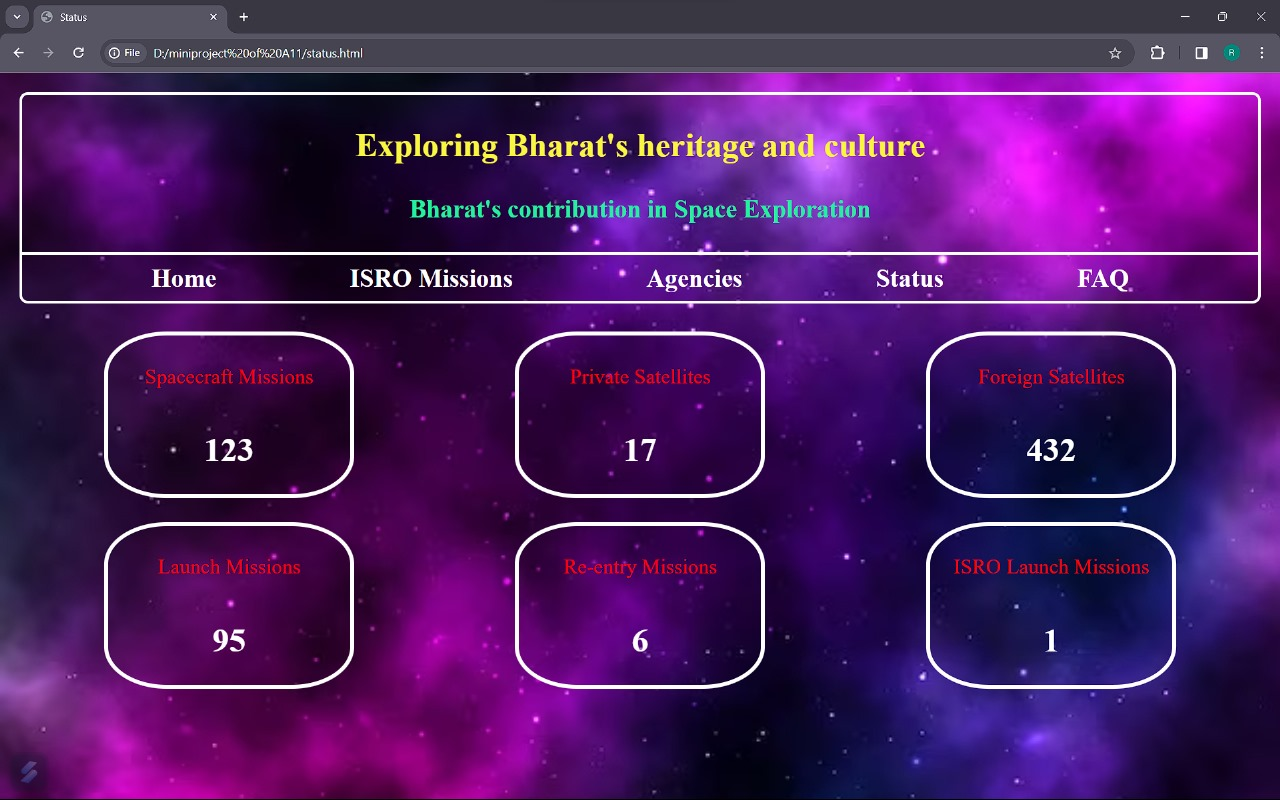 Status
File D:/miniproject%20of%20A11/status.html
R
Exploring Bharat's heritage and culture
Bharat's contribution in Space Exploration
Home ISRO Missions Agencies Status FAQ
Spacecraft Missions Private Satellites Foreign Satellites
123 17 432
Launch Missions Re-entry Missions ISRO Launch Missions
95 6 1